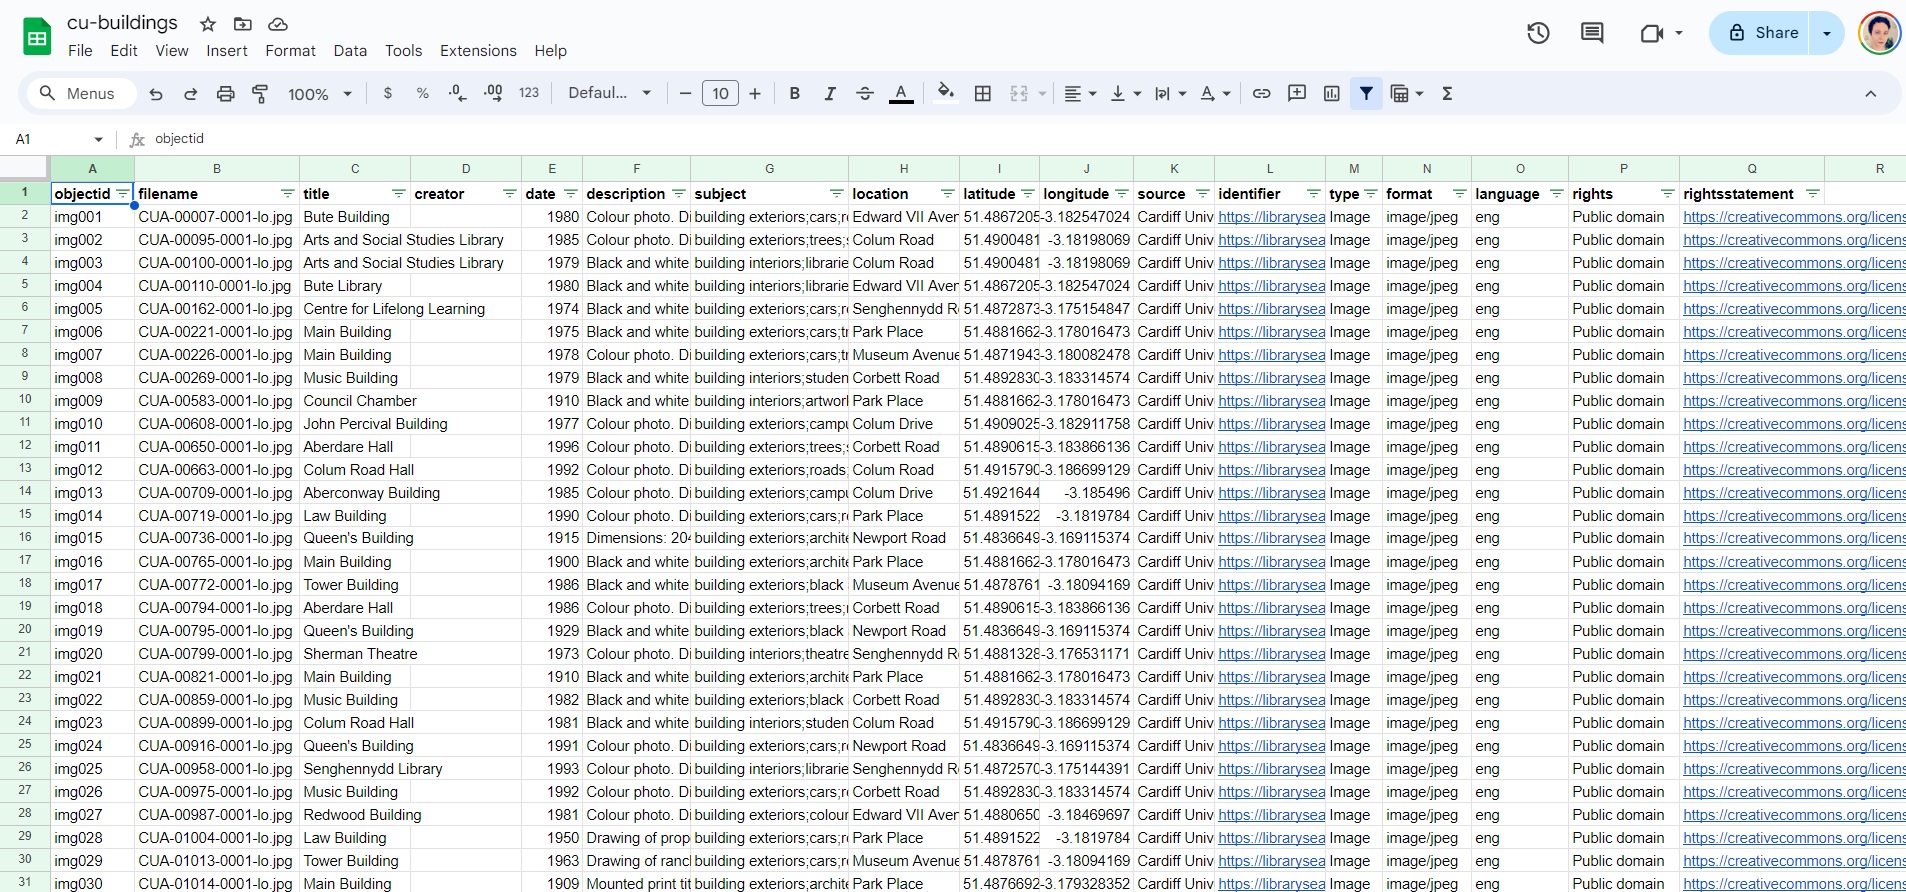 cu-buildings
File Edit View Insert Format Data Tools Extensions Help
Share
Menus 100% $ % .0 .00 123 Defaul... − 10 + B I S A Σ
A1 fx objectid
A B C D E F G H I J K L M N O P Q R
1 objectid filename title creator date description subject location latitude longitude source identifier type format language rights rightsstatement
2 img001 CUA-00007-0001-lo.jpg Bute Building 1980 Colour photo. Di building exteriors;cars;r Edward VII Aven 51.4867205 -3.182547024 Cardiff Univ https://librarysea Image image/jpeg eng Public domain https://creativecommons.org/licens
3 img002 CUA-00095-0001-lo.jpg Arts and Social Studies Library 1985 Colour photo. Di building exteriors;trees;s Colum Road 51.4900481 -3.18198069 Cardiff Univ https://librarysea Image image/jpeg eng Public domain https://creativecommons.org/licens
4 img003 CUA-00100-0001-lo.jpg Arts and Social Studies Library 1979 Black and white building interiors;librarie Colum Road 51.4900481 -3.18198069 Cardiff Univ https://librarysea Image image/jpeg eng Public domain https://creativecommons.org/licens
5 img004 CUA-00110-0001-lo.jpg Bute Library 1980 Black and white building interiors;librarie Edward VII Aven 51.4867205 -3.182547024 Cardiff Univ https://librarysea Image image/jpeg eng Public domain https://creativecommons.org/licens
6 img005 CUA-00162-0001-lo.jpg Centre for Lifelong Learning 1974 Black and white building exteriors;cars;r Senghennydd R 51.4872873 -3.175154847 Cardiff Univ https://librarysea Image image/jpeg eng Public domain https://creativecommons.org/licens
7 img006 CUA-00221-0001-lo.jpg Main Building 1975 Black and white building exteriors;cars;tr Park Place 51.4881662 -3.178016473 Cardiff Univ https://librarysea Image image/jpeg eng Public domain https://creativecommons.org/licens
8 img007 CUA-00226-0001-lo.jpg Main Building 1978 Colour photo. Di building exteriors;cars;tr Museum Avenue 51.4871943 -3.180082478 Cardiff Univ https://librarysea Image image/jpeg eng Public domain https://creativecommons.org/licens
9 img008 CUA-00269-0001-lo.jpg Music Building 1979 Black and white building interiors;studen Corbett Road 51.4892830 -3.183314574 Cardiff Univ https://librarysea Image image/jpeg eng Public domain https://creativecommons.org/licens
10 img009 CUA-00583-0001-lo.jpg Council Chamber 1910 Black and white building interiors;artworl Park Place 51.4881662 -3.178016473 Cardiff Univ https://librarysea Image image/jpeg eng Public domain https://creativecommons.org/licens
11 img010 CUA-00608-0001-lo.jpg John Percival Building 1977 Colour photo. Di building exteriors;campu Colum Drive 51.4909025 -3.182911758 Cardiff Univ https://librarysea Image image/jpeg eng Public domain https://creativecommons.org/licens
12 img011 CUA-00650-0001-lo.jpg Aberdare Hall 1996 Colour photo. Di building exteriors;trees;s Corbett Road 51.4890615 -3.183866136 Cardiff Univ https://librarysea Image image/jpeg eng Public domain https://creativecommons.org/licens
13 img012 CUA-00663-0001-lo.jpg Colum Road Hall 1992 Colour photo. Di building exteriors;roads; Colum Road 51.4915790 -3.186699129 Cardiff Univ https://librarysea Image image/jpeg eng Public domain https://creativecommons.org/licens
14 img013 CUA-00709-0001-lo.jpg Aberconway Building 1985 Colour photo. Di building exteriors;campu Colum Drive 51.4921644 -3.185496 Cardiff Univ https://librarysea Image image/jpeg eng Public domain https://creativecommons.org/licens
15 img014 CUA-00719-0001-lo.jpg Law Building 1990 Colour photo. Di building exteriors;cars;r Park Place 51.4891522 -3.1819784 Cardiff Univ https://librarysea Image image/jpeg eng Public domain https://creativecommons.org/licens
16 img015 CUA-00736-0001-lo.jpg Queen's Building 1915 Dimensions: 204 building exteriors;archite Newport Road 51.4836649 -3.169115374 Cardiff Univ https://librarysea Image image/jpeg eng Public domain https://creativecommons.org/licens
17 img016 CUA-00765-0001-lo.jpg Main Building 1900 Black and white building exteriors;archite Park Place 51.4881662 -3.178016473 Cardiff Univ https://librarysea Image image/jpeg eng Public domain https://creativecommons.org/licens
18 img017 CUA-00772-0001-lo.jpg Tower Building 1986 Black and white building exteriors;black Museum Avenue 51.4878761 -3.18094169 Cardiff Univ https://librarysea Image image/jpeg eng Public domain https://creativecommons.org/licens
19 img018 CUA-00794-0001-lo.jpg Aberdare Hall 1986 Colour photo. Di building exteriors;trees;r Corbett Road 51.4890615 -3.183866136 Cardiff Univ https://librarysea Image image/jpeg eng Public domain https://creativecommons.org/licens
20 img019 CUA-00795-0001-lo.jpg Queen's Building 1929 Black and white building exteriors;black Newport Road 51.4836649 -3.169115374 Cardiff Univ https://librarysea Image image/jpeg eng Public domain https://creativecommons.org/licens
21 img020 CUA-00799-0001-lo.jpg Sherman Theatre 1973 Colour photo. Di building interiors;theatre Senghennydd R 51.4881328 -3.176531171 Cardiff Univ https://librarysea Image image/jpeg eng Public domain https://creativecommons.org/licens
22 img021 CUA-00821-0001-lo.jpg Main Building 1910 Black and white building exteriors;archite Park Place 51.4881662 -3.178016473 Cardiff Univ https://librarysea Image image/jpeg eng Public domain https://creativecommons.org/licens
23 img022 CUA-00859-0001-lo.jpg Music Building 1982 Black and white building exteriors;black Corbett Road 51.4892830 -3.183314574 Cardiff Univ https://librarysea Image image/jpeg eng Public domain https://creativecommons.org/licens
24 img023 CUA-00899-0001-lo.jpg Colum Road Hall 1981 Black and white building interiors;studen Colum Road 51.4915790 -3.186699129 Cardiff Univ https://librarysea Image image/jpeg eng Public domain https://creativecommons.org/licens
25 img024 CUA-00916-0001-lo.jpg Queen's Building 1991 Colour photo. Di building exteriors;cars;r Newport Road 51.4836649 -3.169115374 Cardiff Univ https://librarysea Image image/jpeg eng Public domain https://creativecommons.org/licens
26 img025 CUA-00958-0001-lo.jpg Senghennydd Library 1993 Colour photo. Di building interiors;librarie Senghennydd R 51.4872570 -3.175144391 Cardiff Univ https://librarysea Image image/jpeg eng Public domain https://creativecommons.org/licens
27 img026 CUA-00975-0001-lo.jpg Music Building 1992 Colour photo. Di building exteriors;cars;r Corbett Road 51.4892830 -3.183314574 Cardiff Univ https://librarysea Image image/jpeg eng Public domain https://creativecommons.org/licens
28 img027 CUA-00987-0001-lo.jpg Redwood Building 1981 Colour photo. Di building exteriors;colour Edward VII Aven 51.4880650 -3.18469697 Cardiff Univ https://librarysea Image image/jpeg eng Public domain https://creativecommons.org/licens
29 img028 CUA-01004-0001-lo.jpg Law Building 1950 Drawing of prop building exteriors;cars;r Park Place 51.4891522 -3.1819784 Cardiff Univ https://librarysea Image image/jpeg eng Public domain https://creativecommons.org/licens
30 img029 CUA-01013-0001-lo.jpg Tower Building 1963 Drawing of ranc building exteriors;cars;r Museum Avenue 51.4878761 -3.18094169 Cardiff Univ https://librarysea Image image/jpeg eng Public domain https://creativecommons.org/licens
31 img030 CUA-01014-0001-lo.jpg Main Building 1909 Mounted print tit building exteriors;archite Park Place 51.4876692 -3.179328352 Cardiff Univ https://librarysea Image image/jpeg eng Public domain https://creativecommons.org/licens